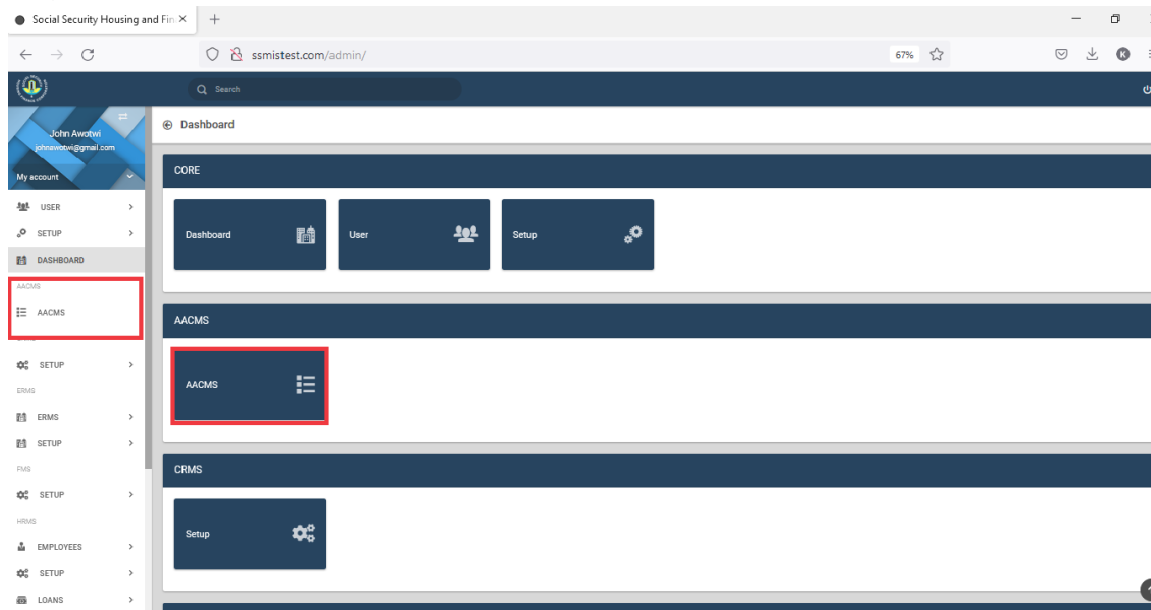 Social Security Housing and Fin
ssmistest.com/admin/
67%
K
Search
John Awotwi
johnawotwi@gmail.com
My account
USER
SETUP
DASHBOARD
AACMS
AACMS
SETUP
ERMS
ERMS
SETUP
FMS
SETUP
HRMS
EMPLOYEES
SETUP
LOANS
Dashboard
CORE
Dashboard
User
Setup
AACMS
AACMS
CRMS
Setup